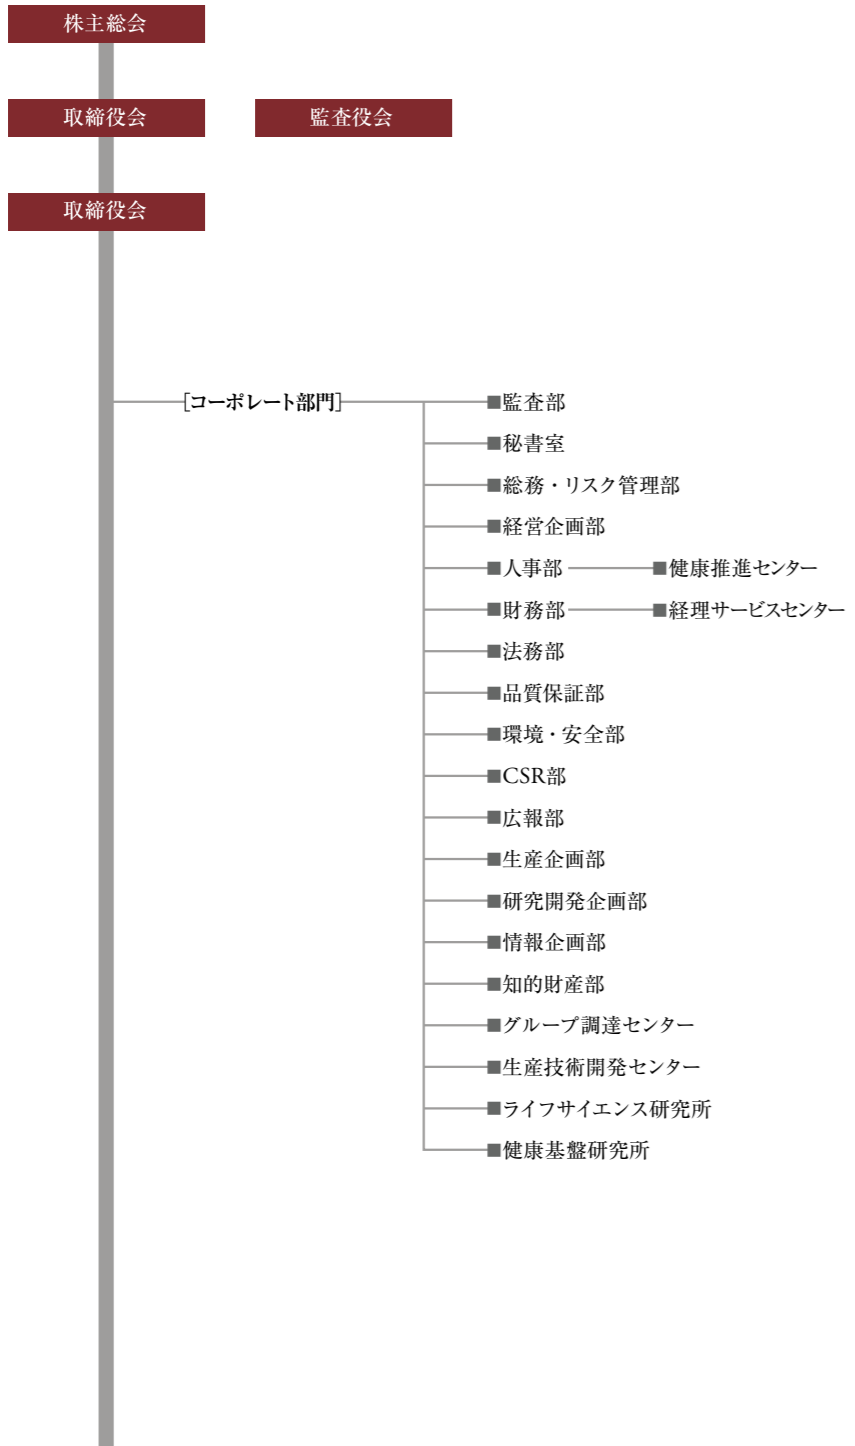 株主総会
取締役会 監査役会
取締役会
[コーポレート部門] ■監査部
■秘書室
■総務・リスク管理部
■経営企画部
■人事部 ■健康推進センター
■財務部 ■経理サービスセンター
■法務部
■品質保証部
■環境・安全部
■CSR部
■広報部
■生産企画部
■研究開発企画部
■情報企画部
■知的財産部
■グループ調達センター
■生産技術開発センター
■ライフサイエンス研究所
■健康基盤研究所